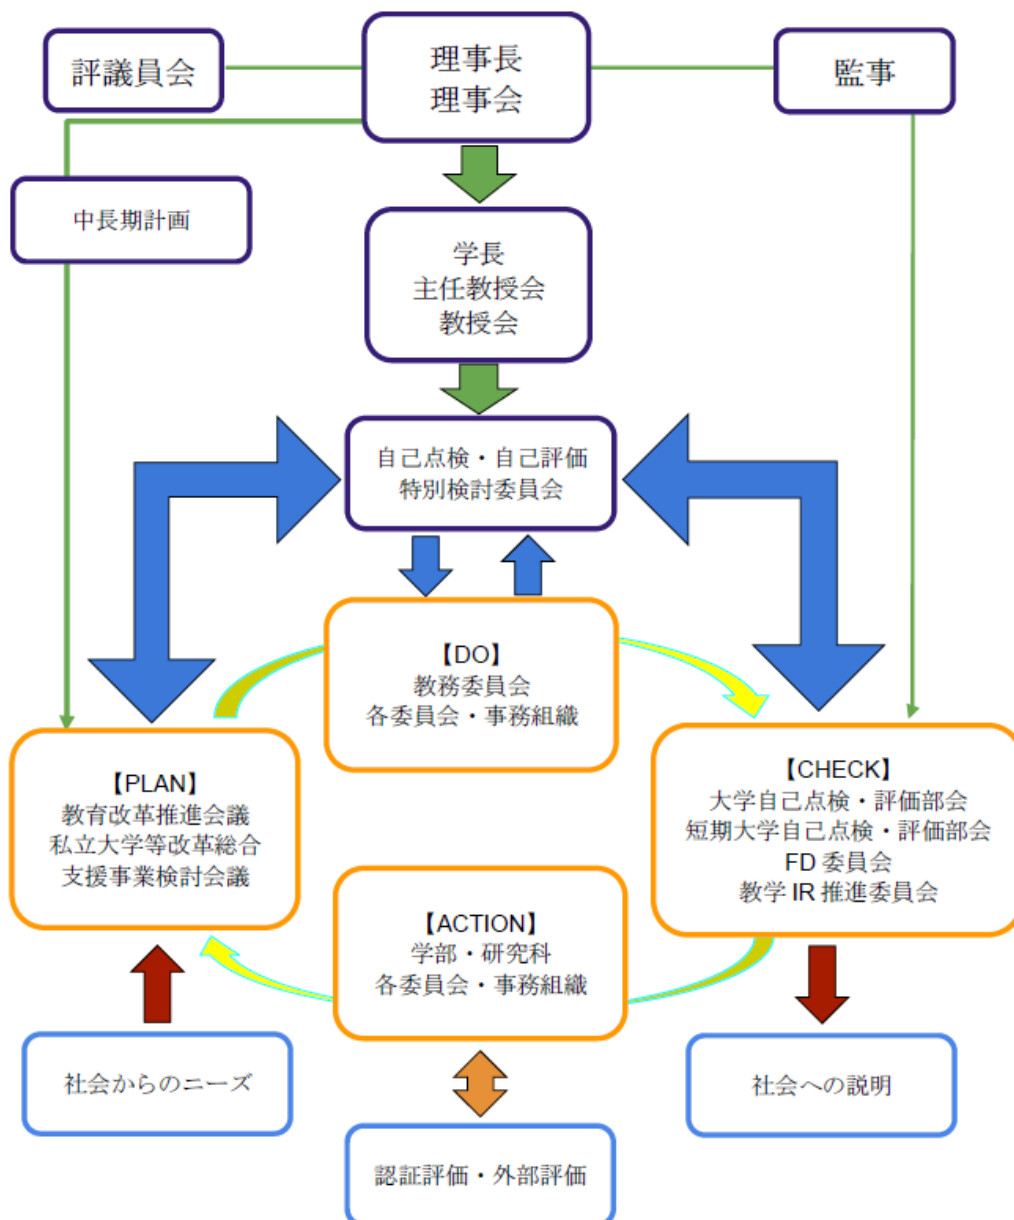 評議員会
理事長
理事会
監事
中長期計画
学長
主任教授会
教授会
自己点検・自己評価
特別検討委員会
【DO】
教務委員会
各委員会・事務組織
【PLAN】
教育改革推進会議
私立大学等改革総合
支援事業検討会議
【CHECK】
大学自己点検・評価部会
短期大学自己点検・評価部会
FD 委員会
教学 IR 推進委員会
【ACTION】
学部・研究科
各委員会・事務組織
社会からのニーズ
社会への説明
認証評価・外部評価